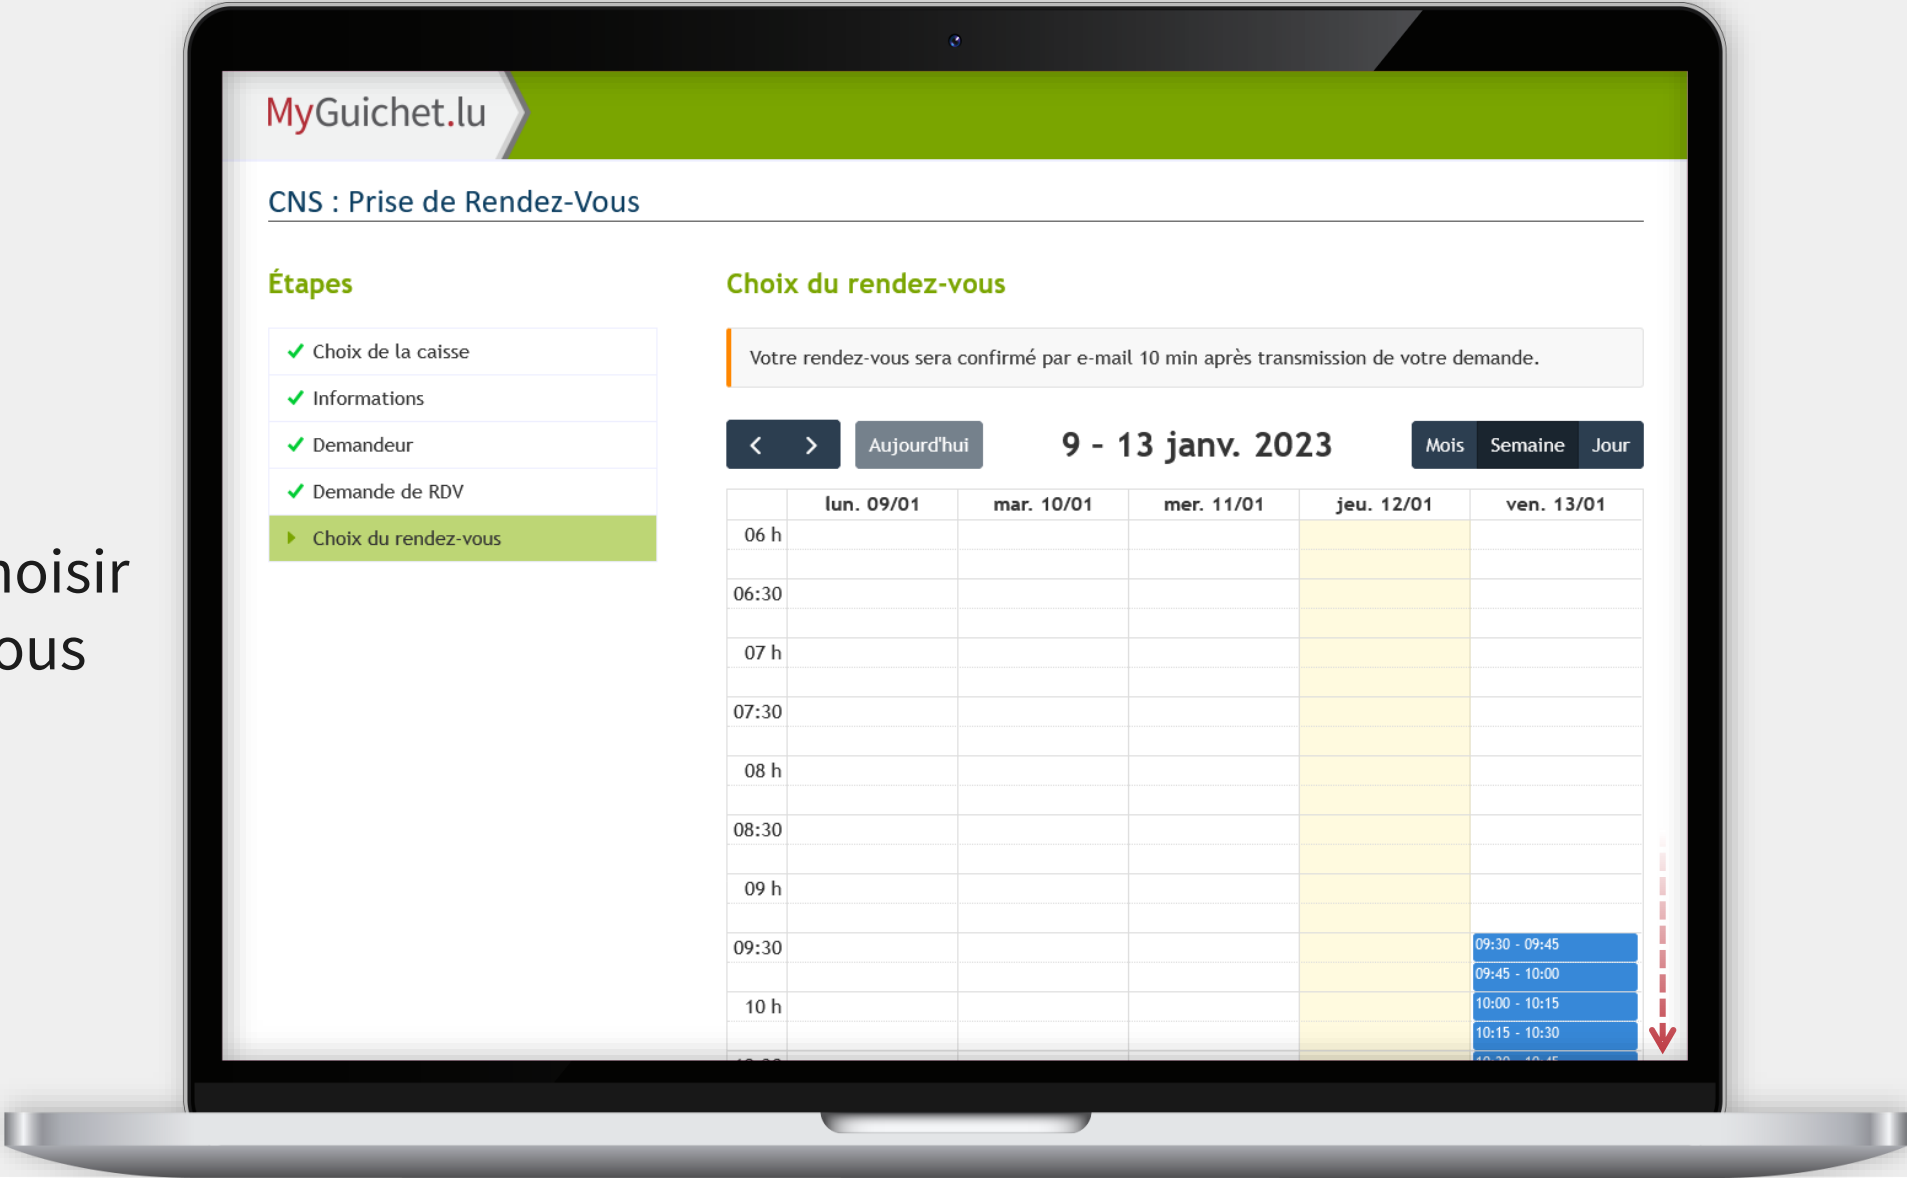 MyGuichet.lu
CNS : Prise de Rendez-Vous
Étapes
Choix de la caisse
Informations
Demandeur
Demande de RDV
Choix du rendez-vous
Choix du rendez-vous
Votre rendez-vous sera confirmé par e-mail 10 min après transmission de votre demande.
Aujourd'hui
9 - 13 janv. 2023
Mois Semaine Jour
lun. 09/01 mar. 10/01 mer. 11/01 jeu. 12/01 ven. 13/01
06 h
06:30
07 h
07:30
08 h
08:30
09 h
09:30
10 h
09:30 - 09:45
09:45 - 10:00
10:00 - 10:15
10:15 - 10:30
hoisir
ous